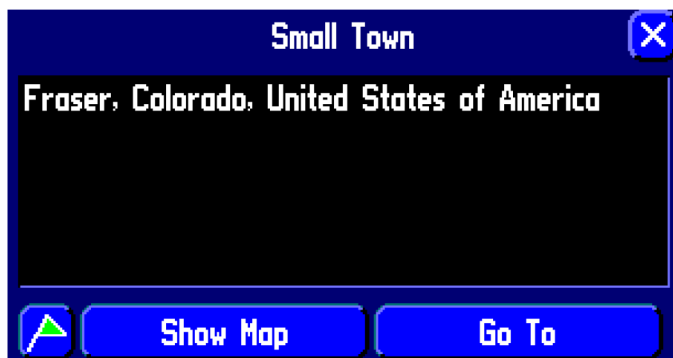 Small Town
Fraser, Colorado, United States of America
Show Map
Go To